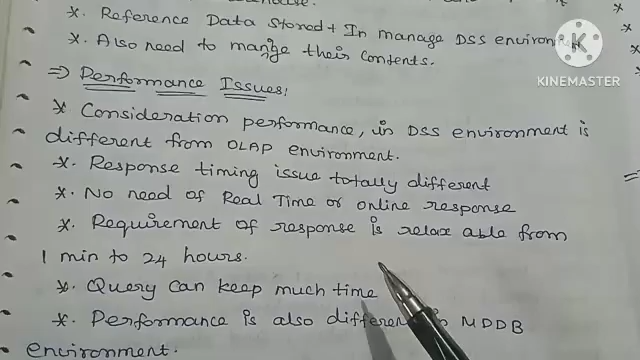 * Reference Data Stored + In manage DSS
* Also need to manage their contents.
⇒ Performance Issues:
* Consideration performance, in DSS environment is
different from OLAP environment.
* Response timing issue totally different
* No need of Real Time or online response
* Requirement of response is relax able from
1 min to 24 hours.
* Query can keep much time
* Performance is also different in MDDB
environment.
KINEMASTER